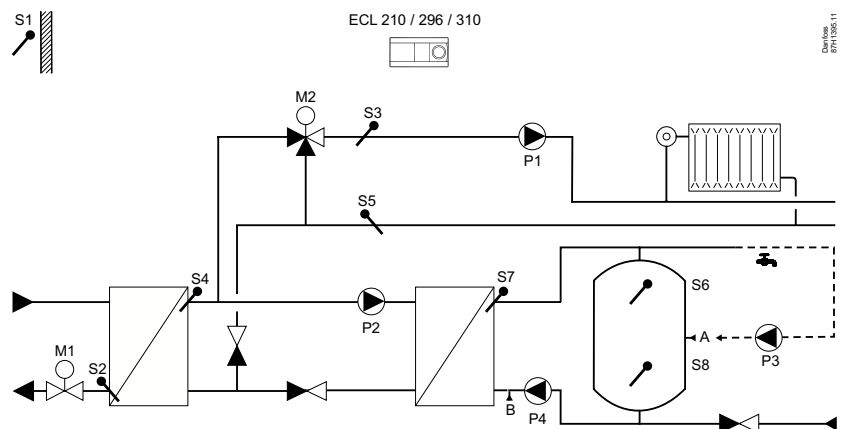 S1
ECL 210 / 296 / 310
Danfoss
87H1395.11
M2
S3
P1
S5
S4
S7
S6
P2
A
P3
M1
S2
S8
B
P4